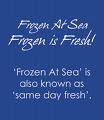 Frozen At Sea
Frozen is Fresh!
'Frozen At Sea' is
also known as
'same day fresh'.